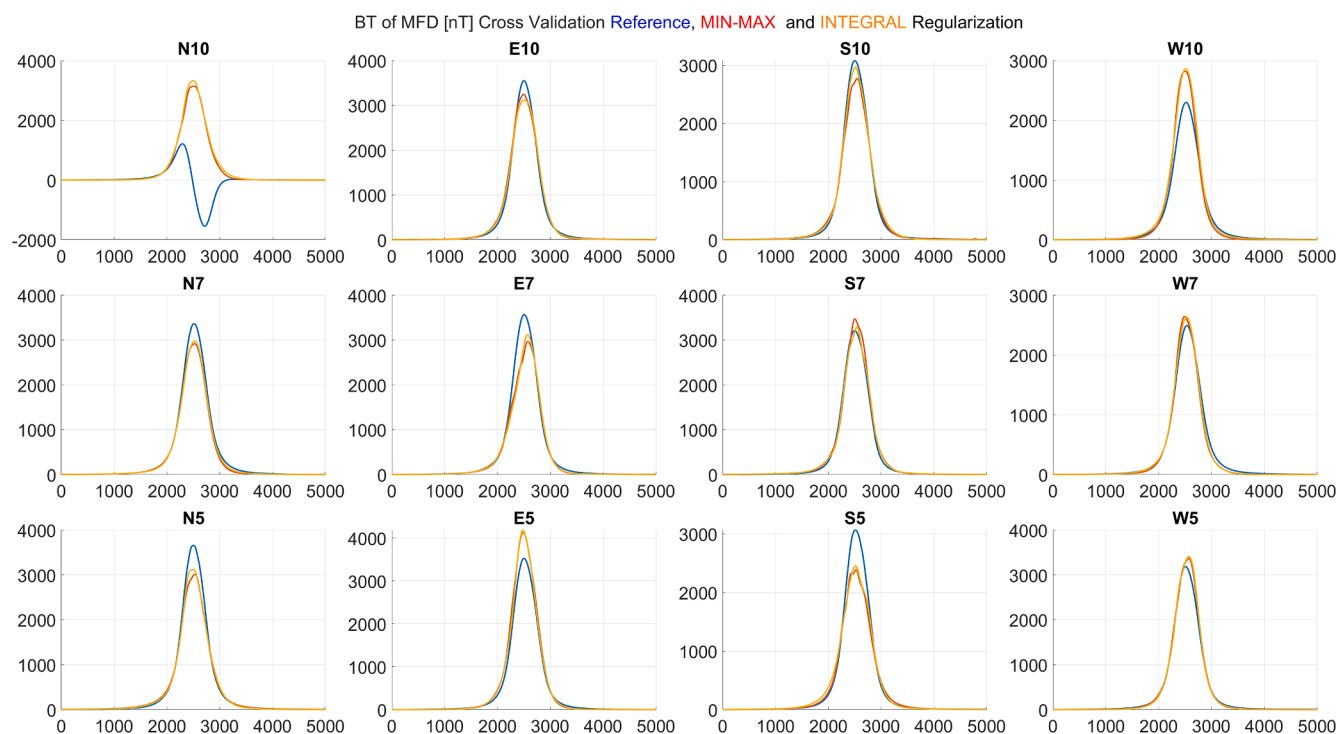 BT of MFD [nT] Cross Validation Reference, MIN-MAX and INTEGRAL Regularization
N10 E10 S10 W10
4000 4000 3000 3000
3000
2000 2000 2000
2000
0 1000 1000 1000
-2000 0 0 0
0 1000 2000 3000 4000 5000 0 1000 2000 3000 4000 5000 0 1000 2000 3000 4000 5000 0 1000 2000 3000 4000 5000
N7 E7 S7 W7
4000 4000 4000 3000
3000 3000 3000
2000
2000 2000 2000
1000
1000 1000 1000
0 0 0 0
0 1000 2000 3000 4000 5000 0 1000 2000 3000 4000 5000 0 1000 2000 3000 4000 5000 0 1000 2000 3000 4000 5000
N5 E5 S5 W5
4000 4000 3000 4000
3000 3000 3000
2000
2000 2000 2000
1000 1000 1000 1000
0 0 0 0
0 1000 2000 3000 4000 5000 0 1000 2000 3000 4000 5000 0 1000 2000 3000 4000 5000 0 1000 2000 3000 4000 5000